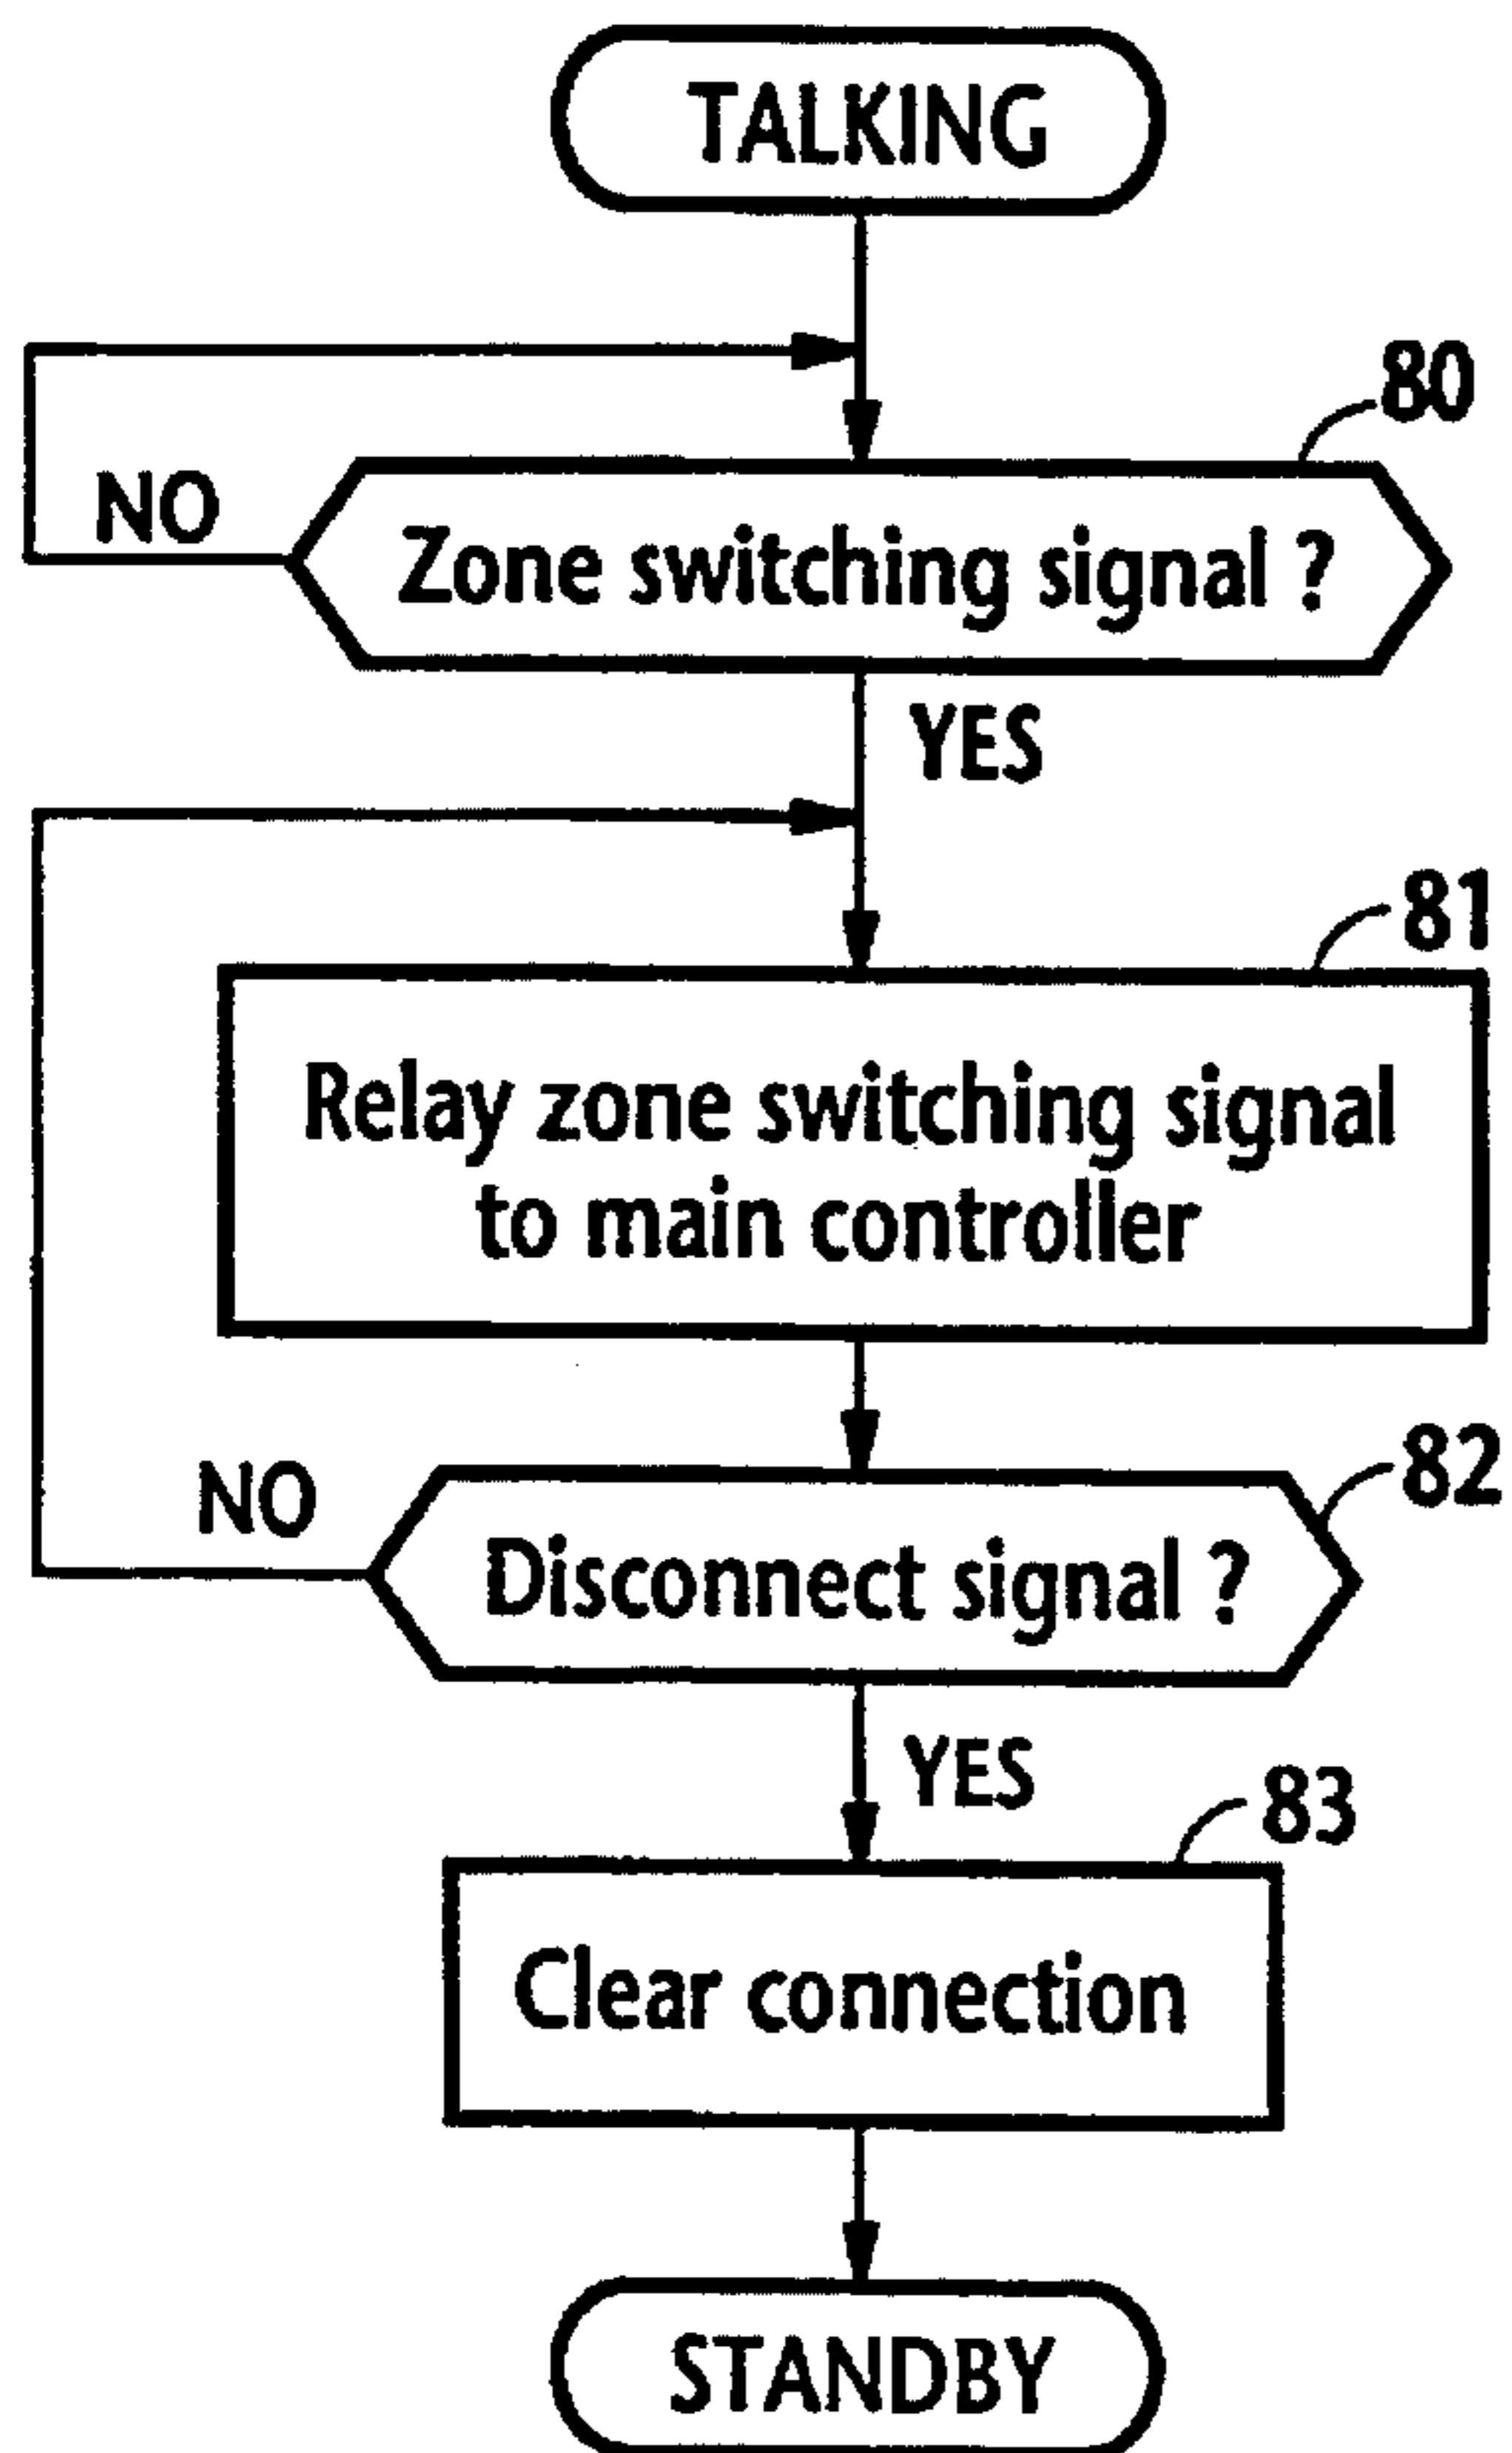 TALKING
80
NO
Zone switching signal ?
YES
81
Relay zone switching signal
to main controller
82
NO
Disconnect signal ?
YES
83
Clear connection
STANDBY